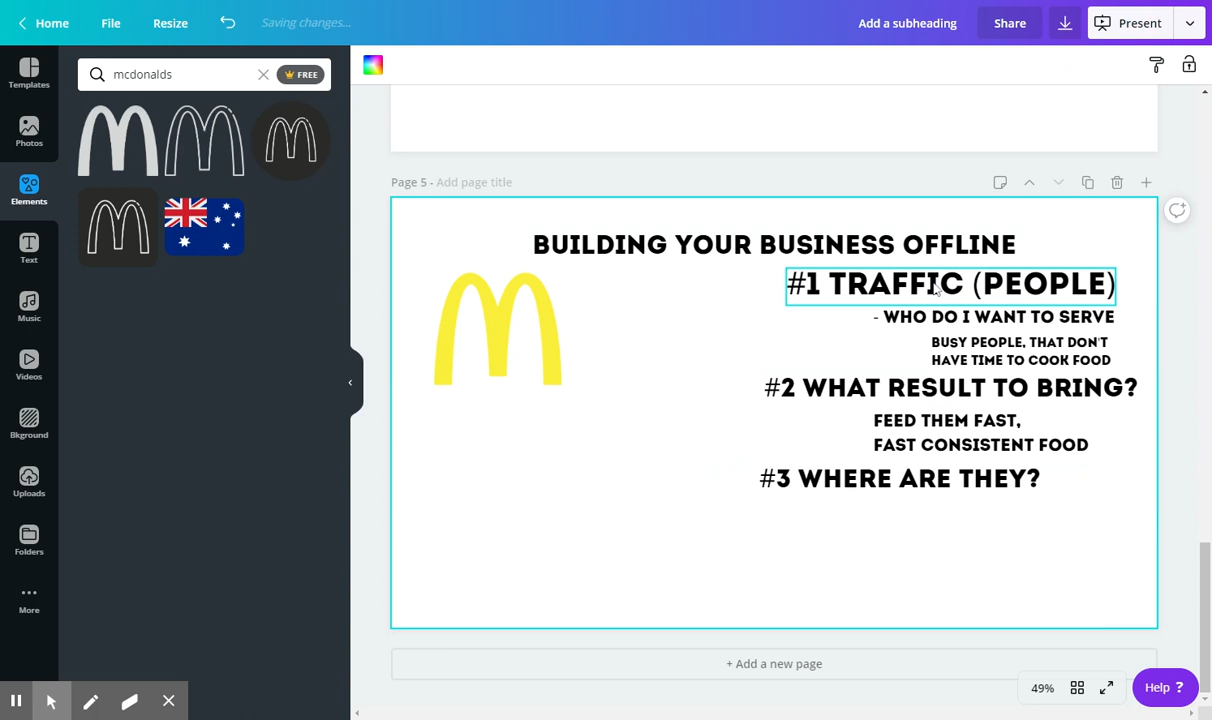 Home
File
Resize
Saving changes...
Add a subheading
Share
Present
mcdonalds
FREE
Templates
Photos
Elements
Text
Music
Videos
Bkground
Uploads
Folders
More
Page 5 - Add page title
BUILDING YOUR BUSINESS OFFLINE
#1 TRAFFIC (PEOPLE)
- WHO DO I WANT TO SERVE
BUSY PEOPLE, THAT DON'T
HAVE TIME TO COOK FOOD
#2 WHAT RESULT TO BRING?
FEED THEM FAST,
FAST CONSISTENT FOOD
#3 WHERE ARE THEY?
+ Add a new page
49%
Help ?